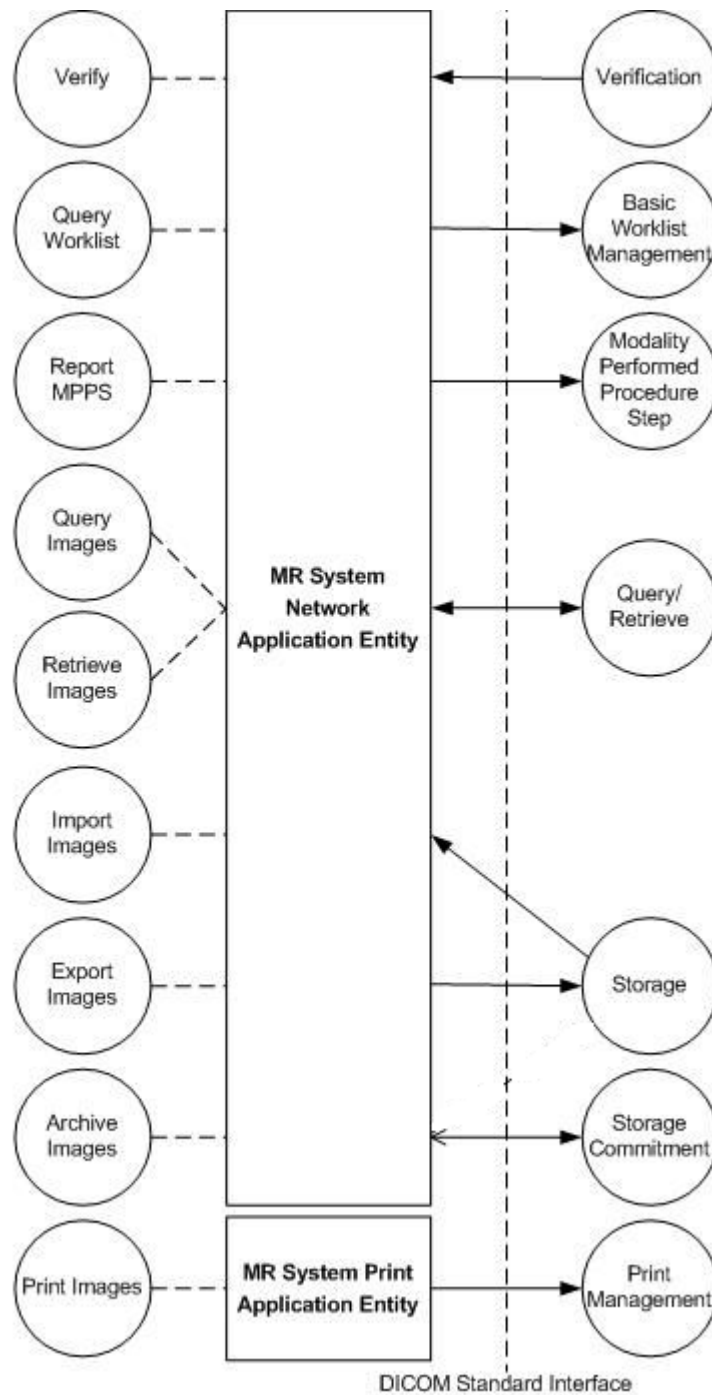 Verify
Verification
Query
Worklist
Basic
Worklist
Management
Report
MPPS
Modality
Performed
Procedure
Step
Query
Images
MR System
Network
Application Entity
Query/
Retrieve
Retrieve
Images
Import
Images
Export
Images
Storage
Archive
Images
Storage
Commitment
Print Images
MR System Print
Application Entity
Print
Management
DICOM Standard Interface